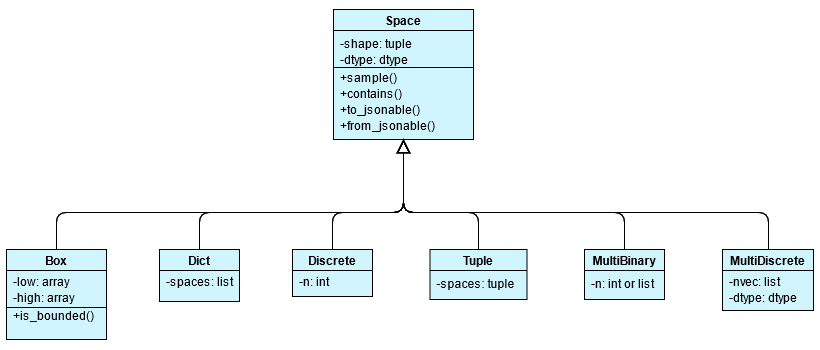 Space
-shape: tuple
-dtype: dtype
+sample()
+contains()
+to_jsonable()
+from_jsonable()
Box
-low: array
-high: array
+is_bounded()
Dict
-spaces: list
Discrete
-n: int
Tuple
-spaces: tuple
MultiBinary
-n: int or list
MultiDiscrete
-nvec: list
-dtype: dtype